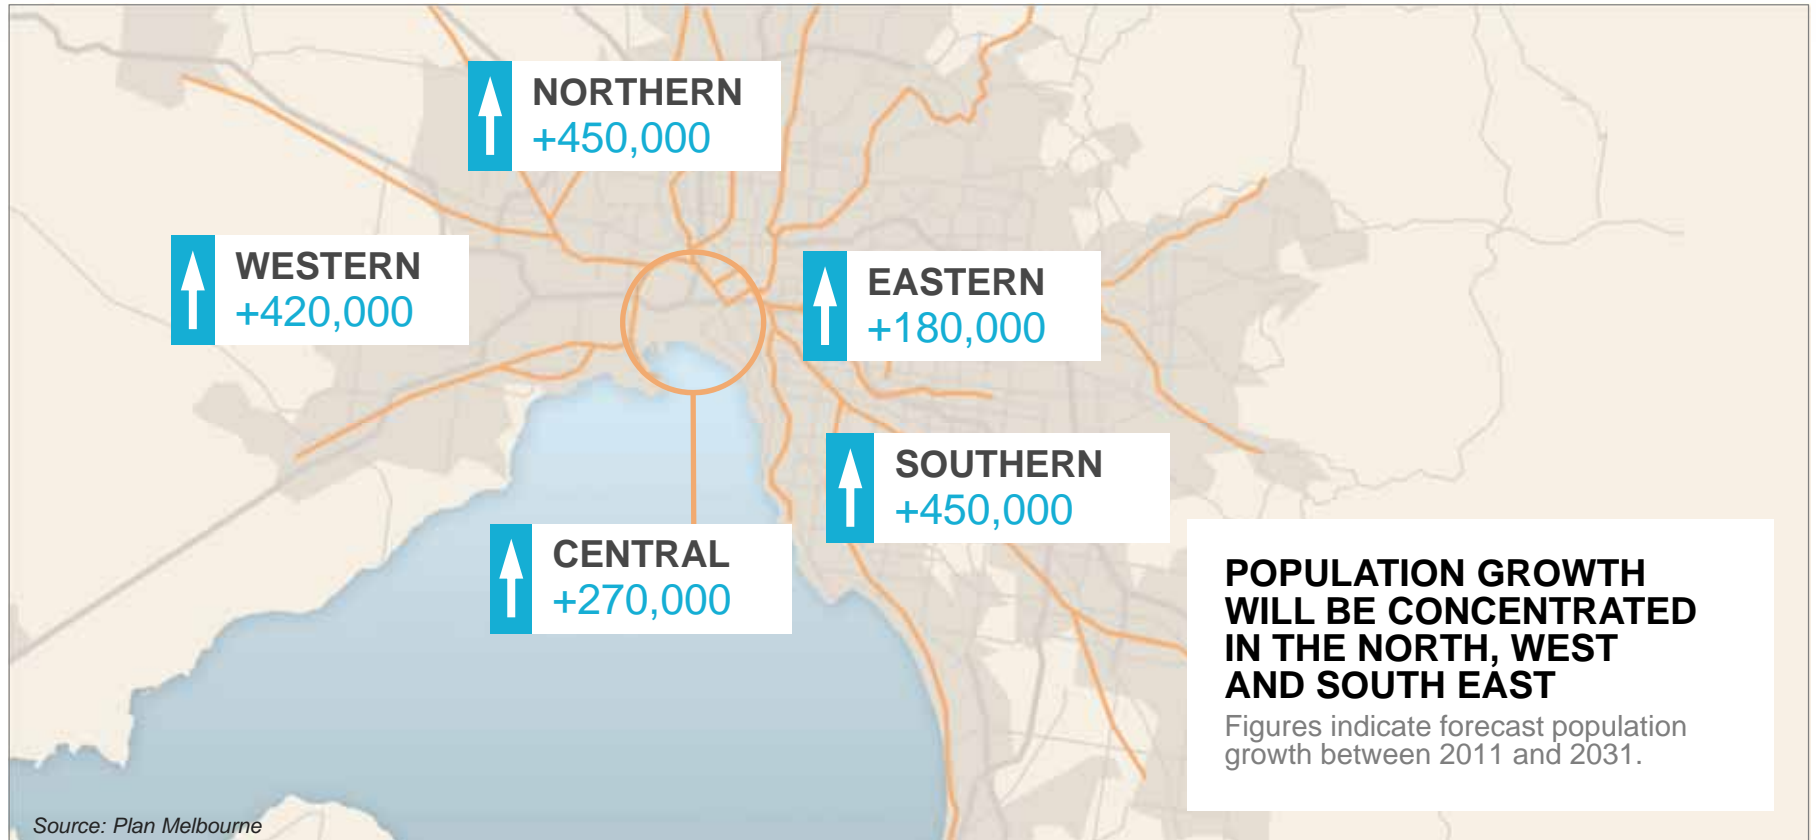 NORTHERN
+450,000
WESTERN
+420,000
EASTERN
+180,000
SOUTHERN
+450,000
CENTRAL
+270,000
POPULATION GROWTH
WILL BE CONCENTRATED
IN THE NORTH, WEST
AND SOUTH EAST
Figures indicate forecast population
growth between 2011 and 2031.
Source: Plan Melbourne